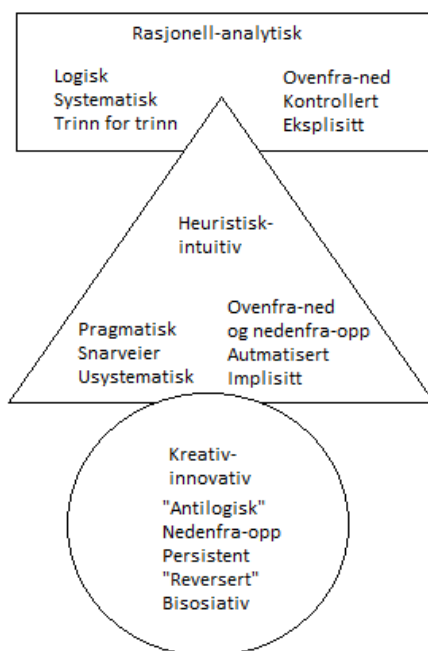 Rasjonell-analytisk
Logisk
Systematisk
Trinn for trinn
Ovenfra-ned
Kontrollert
Eksplisitt
Heuristisk-
intuitiv
Pragmatisk
Snarveier
Usystematisk
Ovenfra-ned
og nedenfra-opp
Autmatisert
Implisitt
Kreativ-
innovativ
"Antilogisk"
Nedenfra-opp
Persistent
"Reversert"
Bisosiativ